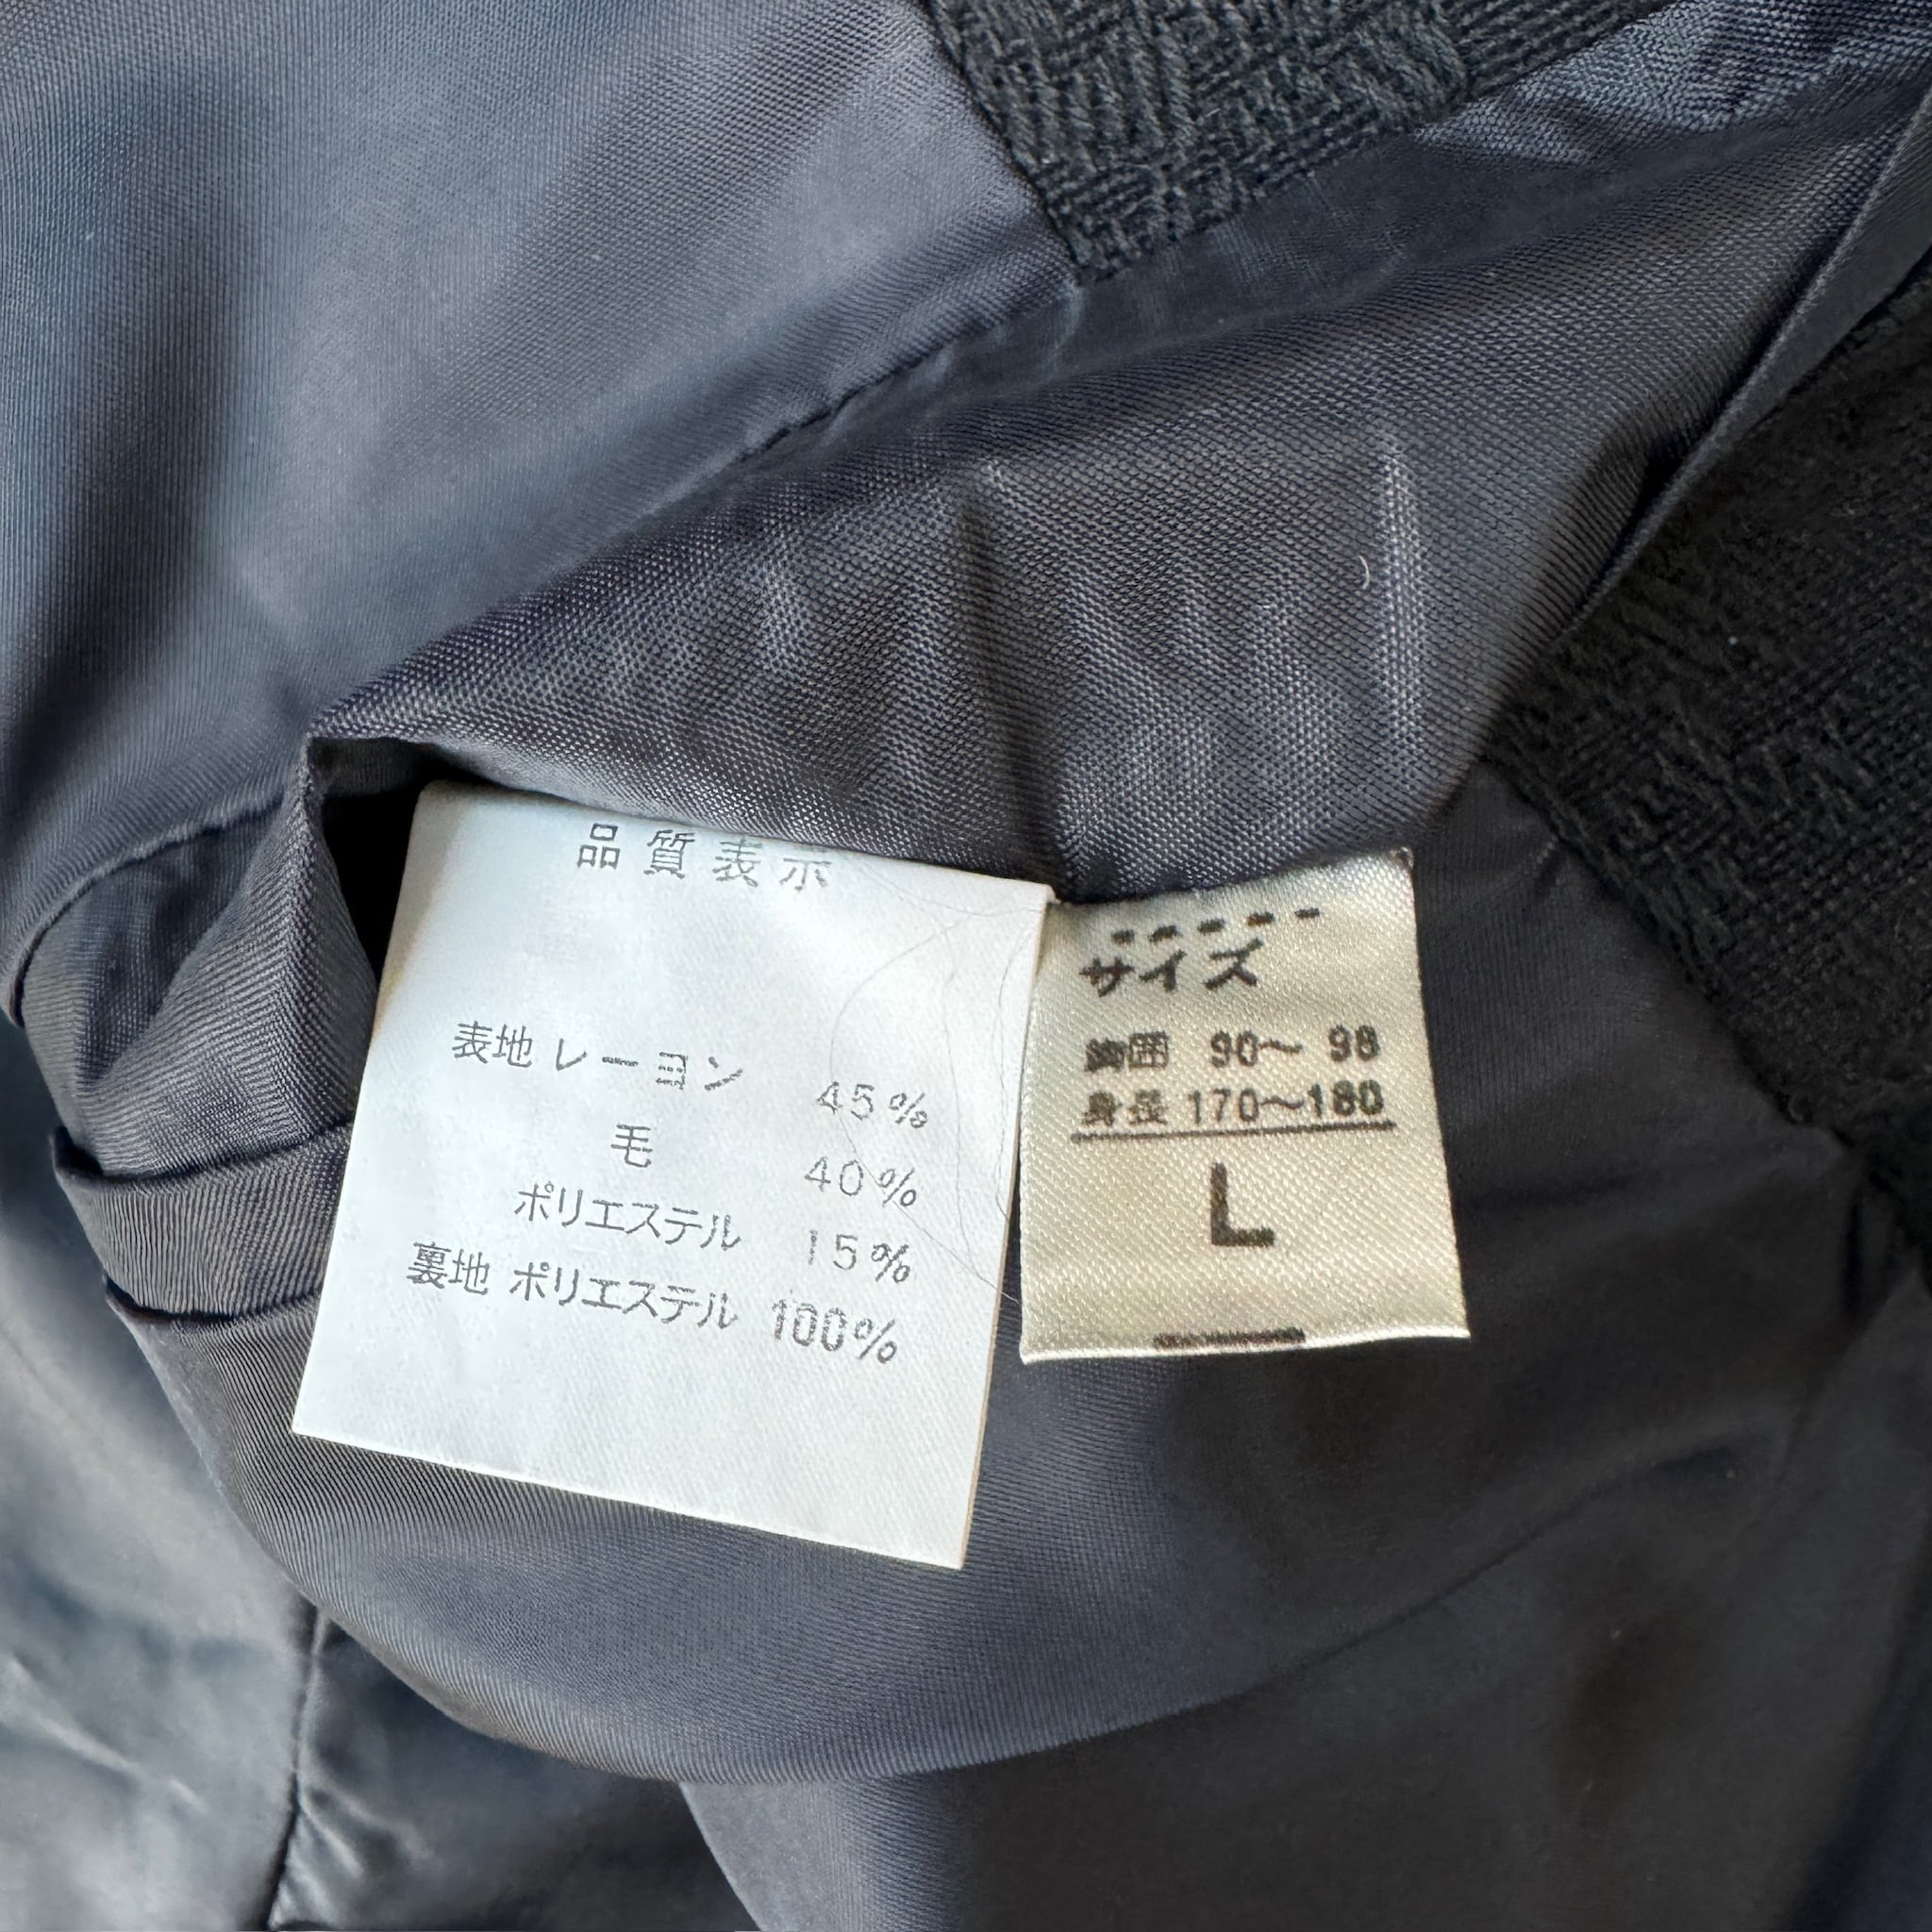 品質表示
表地 レーヨン 45%
毛 40%
ポリエステル 15%
裏地 ポリエステル 100%
サイズ
胸囲 90〜 98
身長 170〜180
L